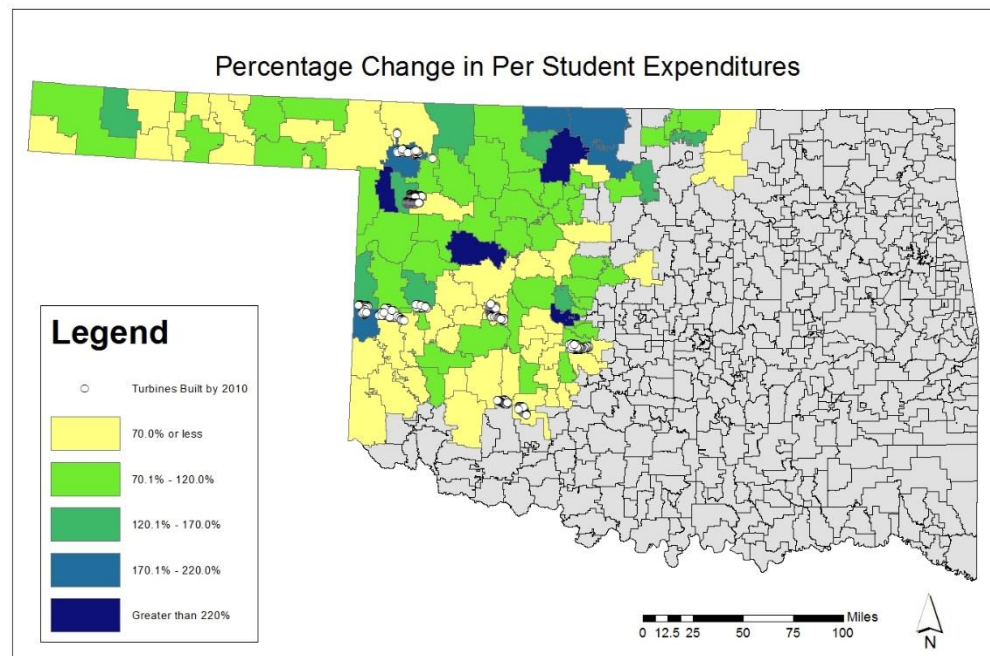 Percentage Change in Per Student Expenditures
Legend
Turbines Built by 2010
70.0% or less
70.1% - 120.0%
120.1% - 170.0%
170.1% - 220.0%
Greater than 220%
Miles
0 12.5 25 50 75 100
N